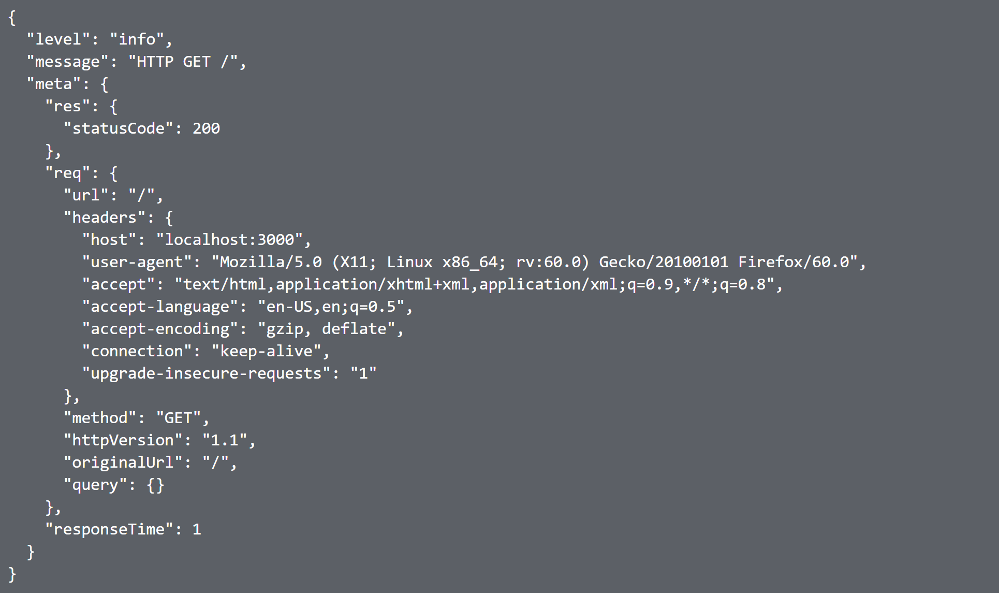 {
  "level": "info",
  "message": "HTTP GET /",
  "meta": {
    "res": {
      "statusCode": 200
    },
    "req": {
      "url": "/",
      "headers": {
        "host": "localhost:3000",
        "user-agent": "Mozilla/5.0 (X11; Linux x86_64; rv:60.0) Gecko/20100101 Firefox/60.0",
        "accept": "text/html,application/xhtml+xml,application/xml;q=0.9,*/*;q=0.8",
        "accept-language": "en-US,en;q=0.5",
        "accept-encoding": "gzip, deflate",
        "connection": "keep-alive",
        "upgrade-insecure-requests": "1"
      },
      "method": "GET",
      "httpVersion": "1.1",
      "originalUrl": "/",
      "query": {}
    },
    "responseTime": 1
  }
}